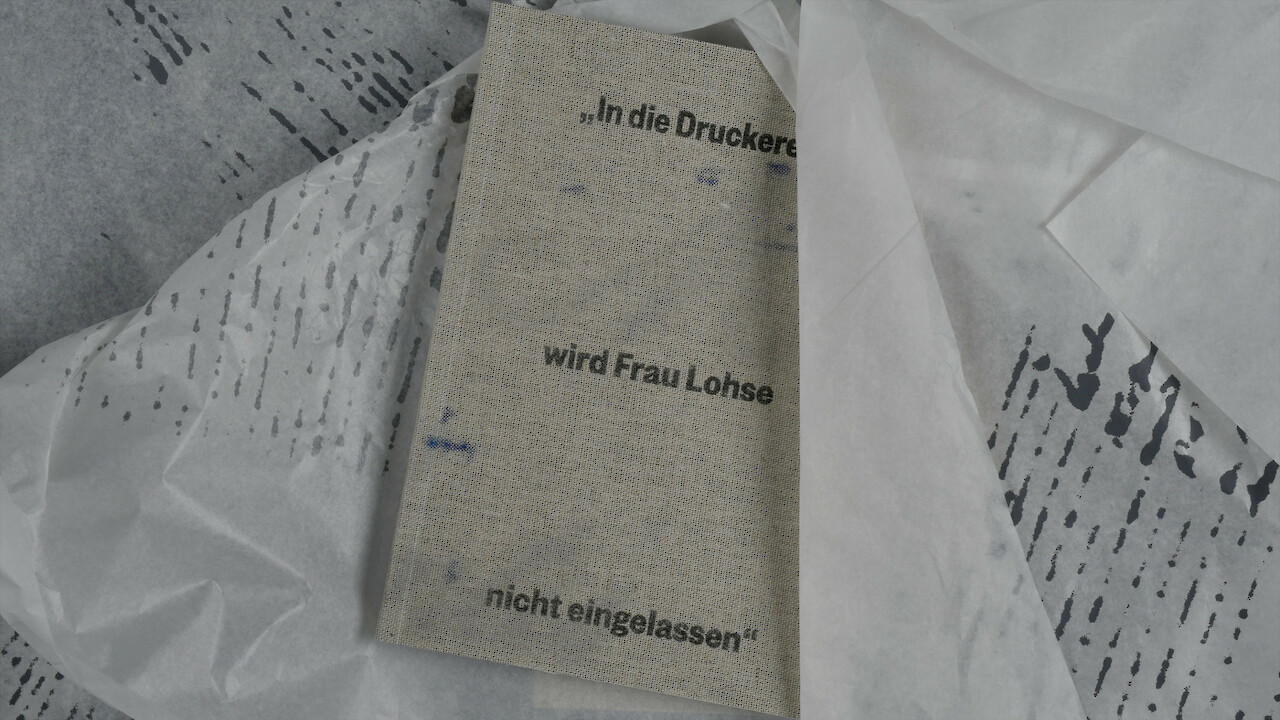 „In die Druckere
wird Frau Lohse
nicht eingelassen“